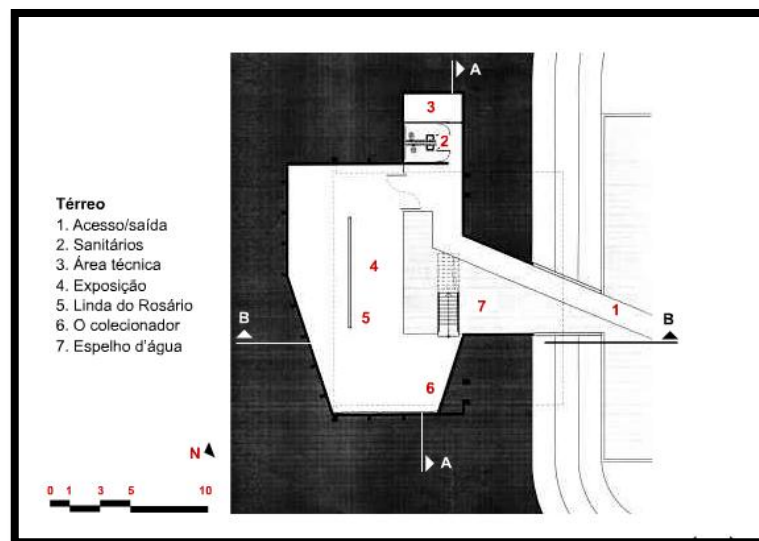 Térreo
1. Acesso/saída
2. Sanitários
3. Área técnica
4. Exposição
5. Linda do Rosário
6. O colecionador
7. Espelho d'água
A
3
2
4
1
5
7
B
B
6
A
N
0 1 3 5 10